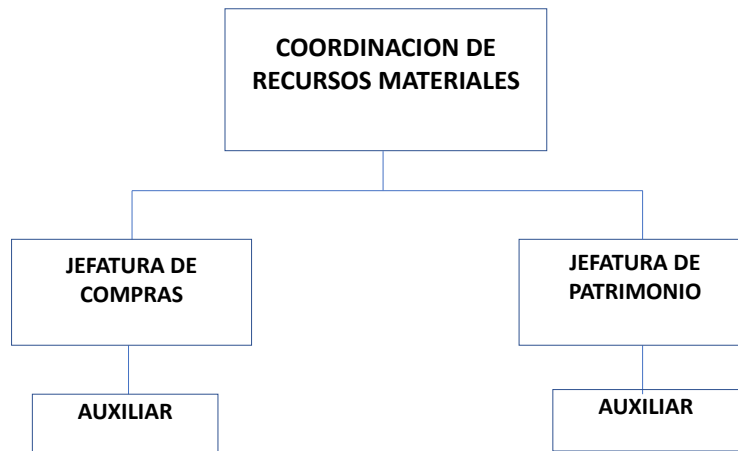 COORDINACION DE
RECURSOS MATERIALES
JEFATURA DE
COMPRAS
JEFATURA DE
PATRIMONIO
AUXILIAR
AUXILIAR